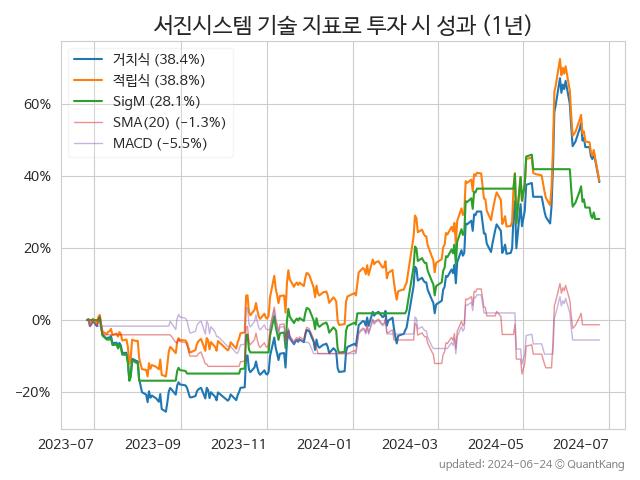 서진시스템 기술 지표로 투자 시 성과 (1년)
거치식 (38.4%)
적립식 (38.8%)
SigM (28.1%)
SMA(20) (−1.3%)
MACD (−5.5%)
60%
40%
20%
0%
−20%
2023-07
2023-09
2023-11
2024-01
2024-03
2024-05
2024-07
updated: 2024-06-24 © QuantKang